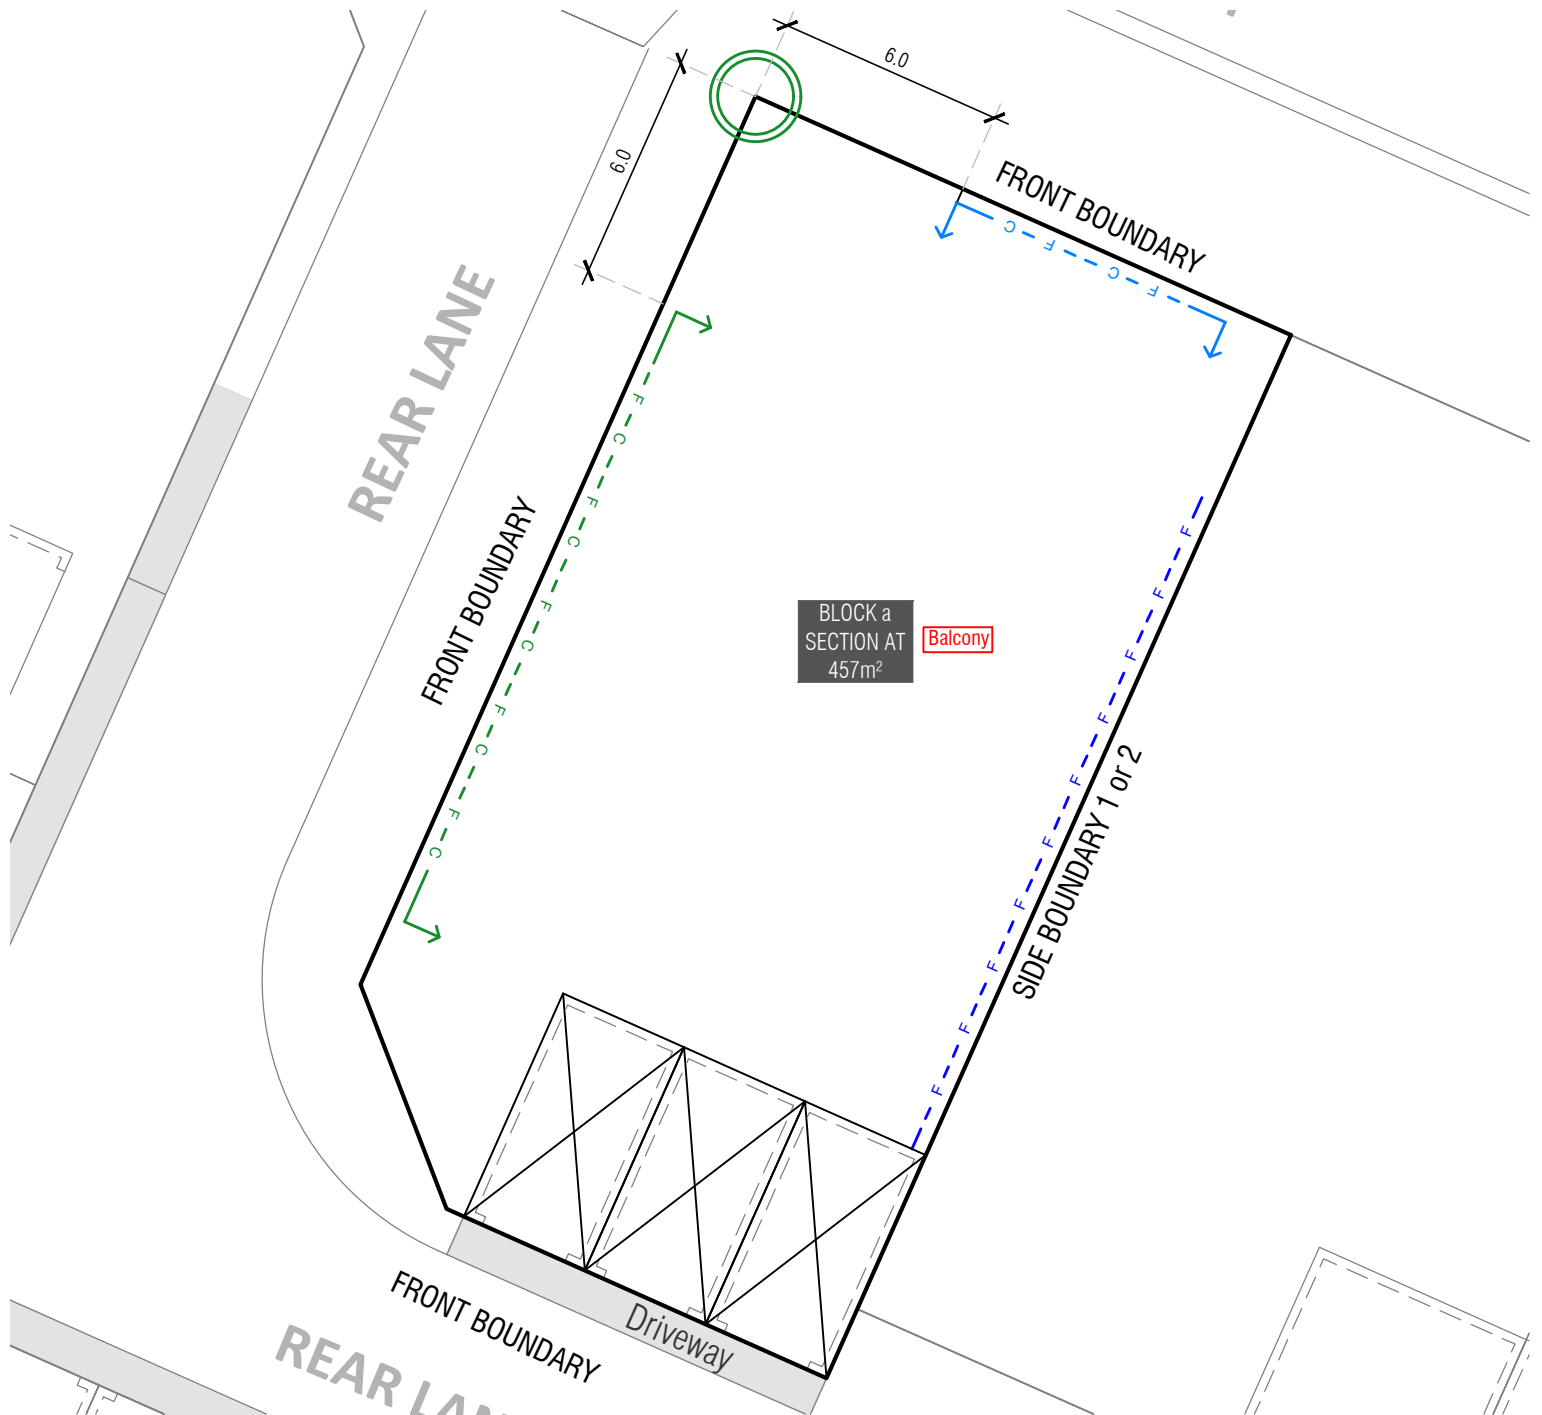 6.0
6.0
FRONT BOUNDARY
C F C F
REAR LANE
F C F C F C F C F C
FRONT BOUNDARY
F F F F F F F F F F
BLOCK a
SECTION AT
457m²
Balcony
SIDE BOUNDARY 1 or 2
Driveway
FRONT BOUNDARY
REAR LAN